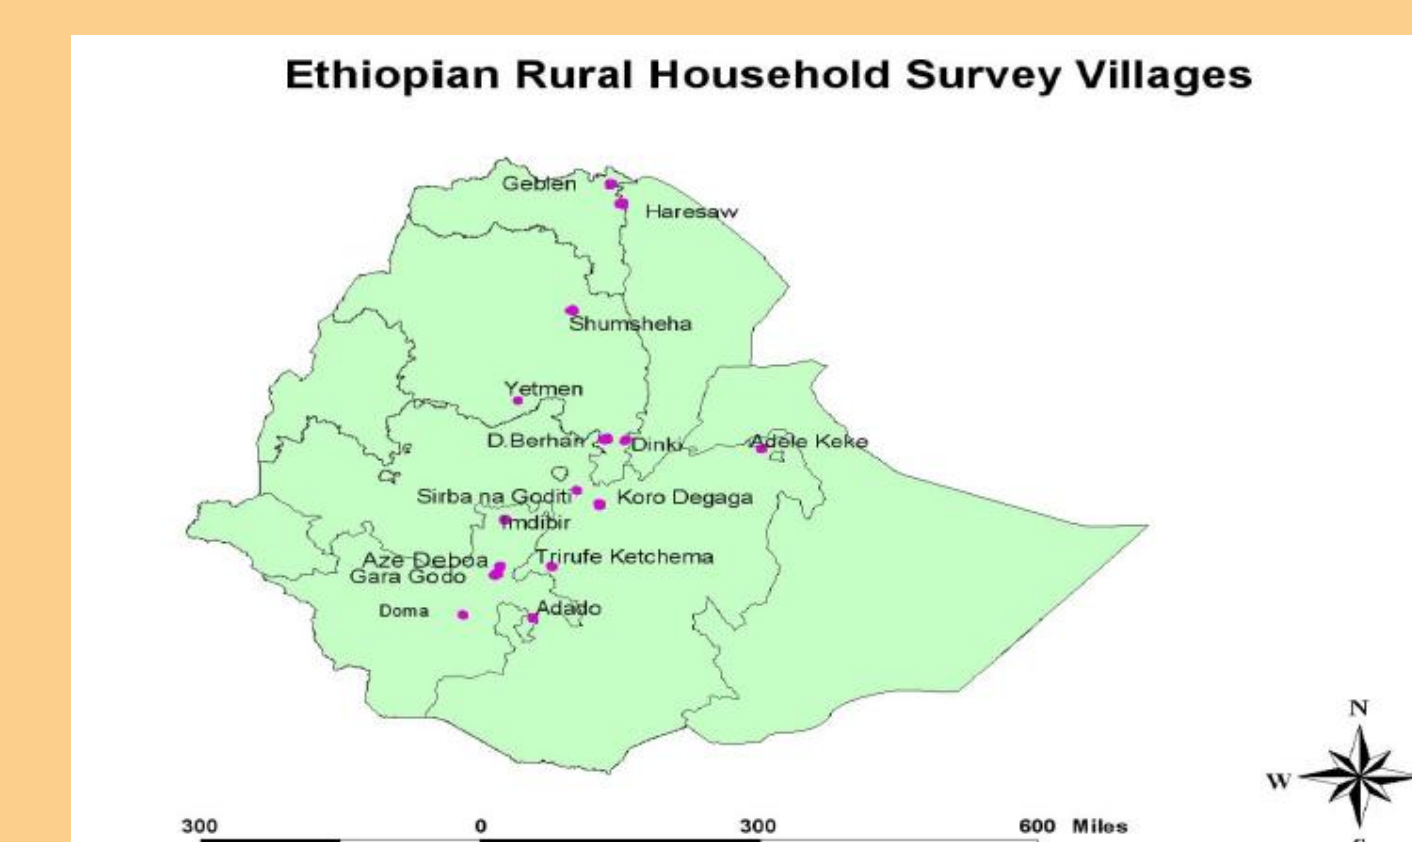 Ethiopian Rural Household Survey Villages
Geblen
Haresaw
Shumsheha
Yetmen
D.Berhan
Dinki
Adele Keke
Sirba na Goditi
Koro Degaga
Imdibir
Aze Deboa
Trirufe Ketchema
Gara Godo
Doma
Adado
N
W
300 0 300 600 Miles